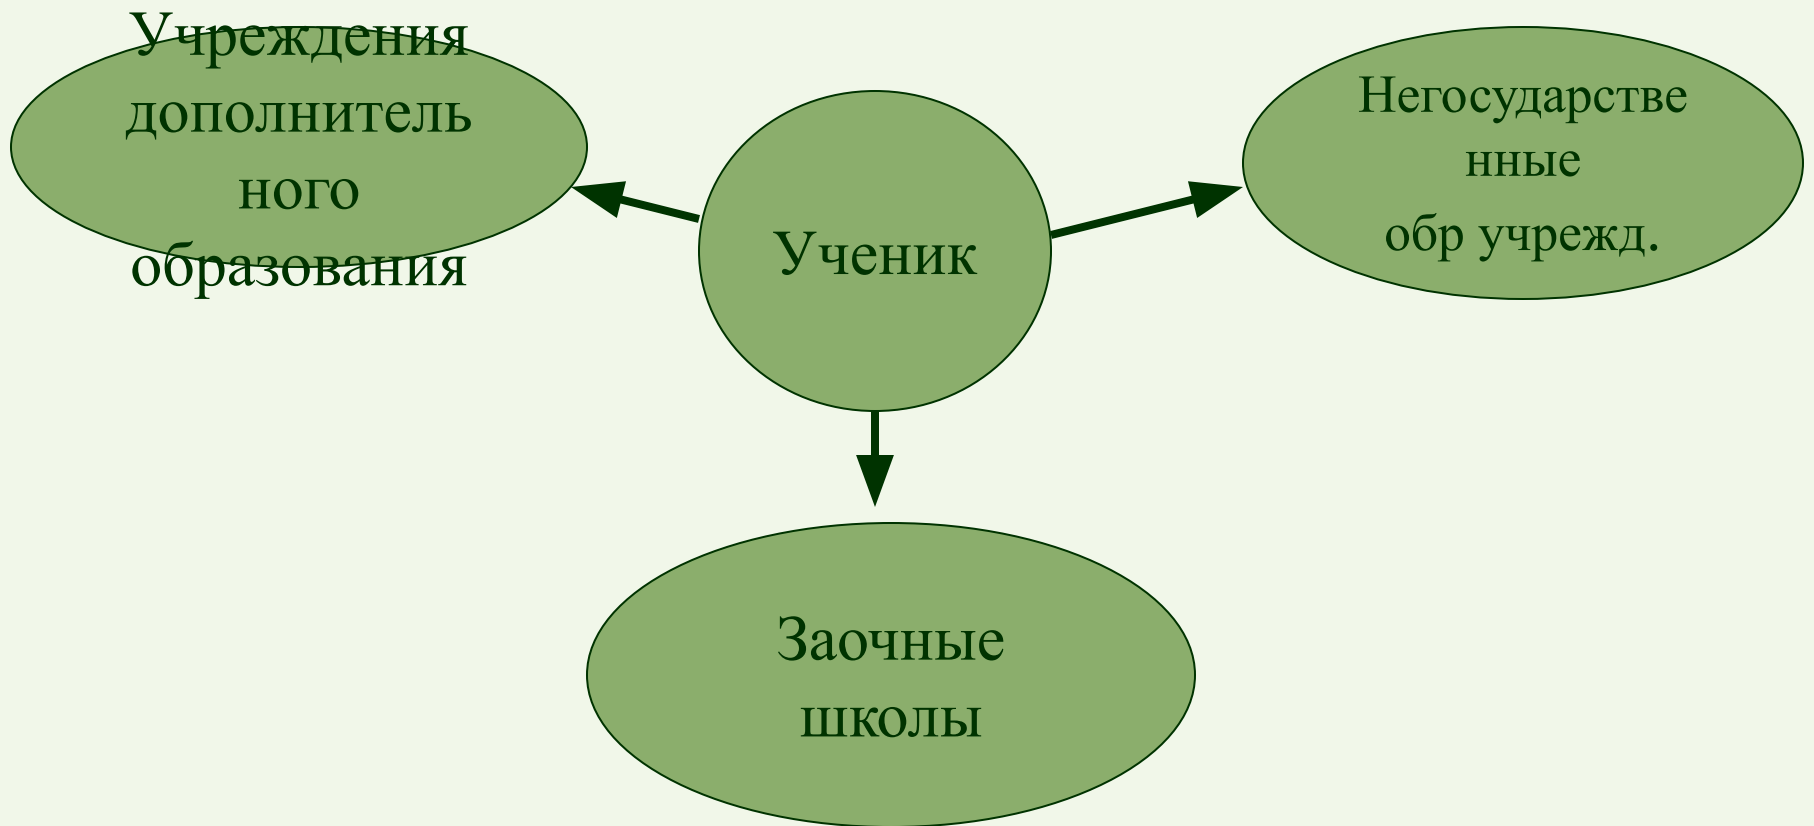 Учреждения
дополнитель
ного
образования
Ученик
Негосударстве
нные
обр учрежд.
Заочные
школы